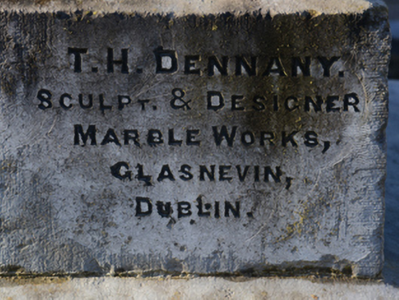 T. H. DENNANY.
SCULPT. & DESIGNER
MARBLE WORKS,
GLASNEVIN,
DUBLIN.